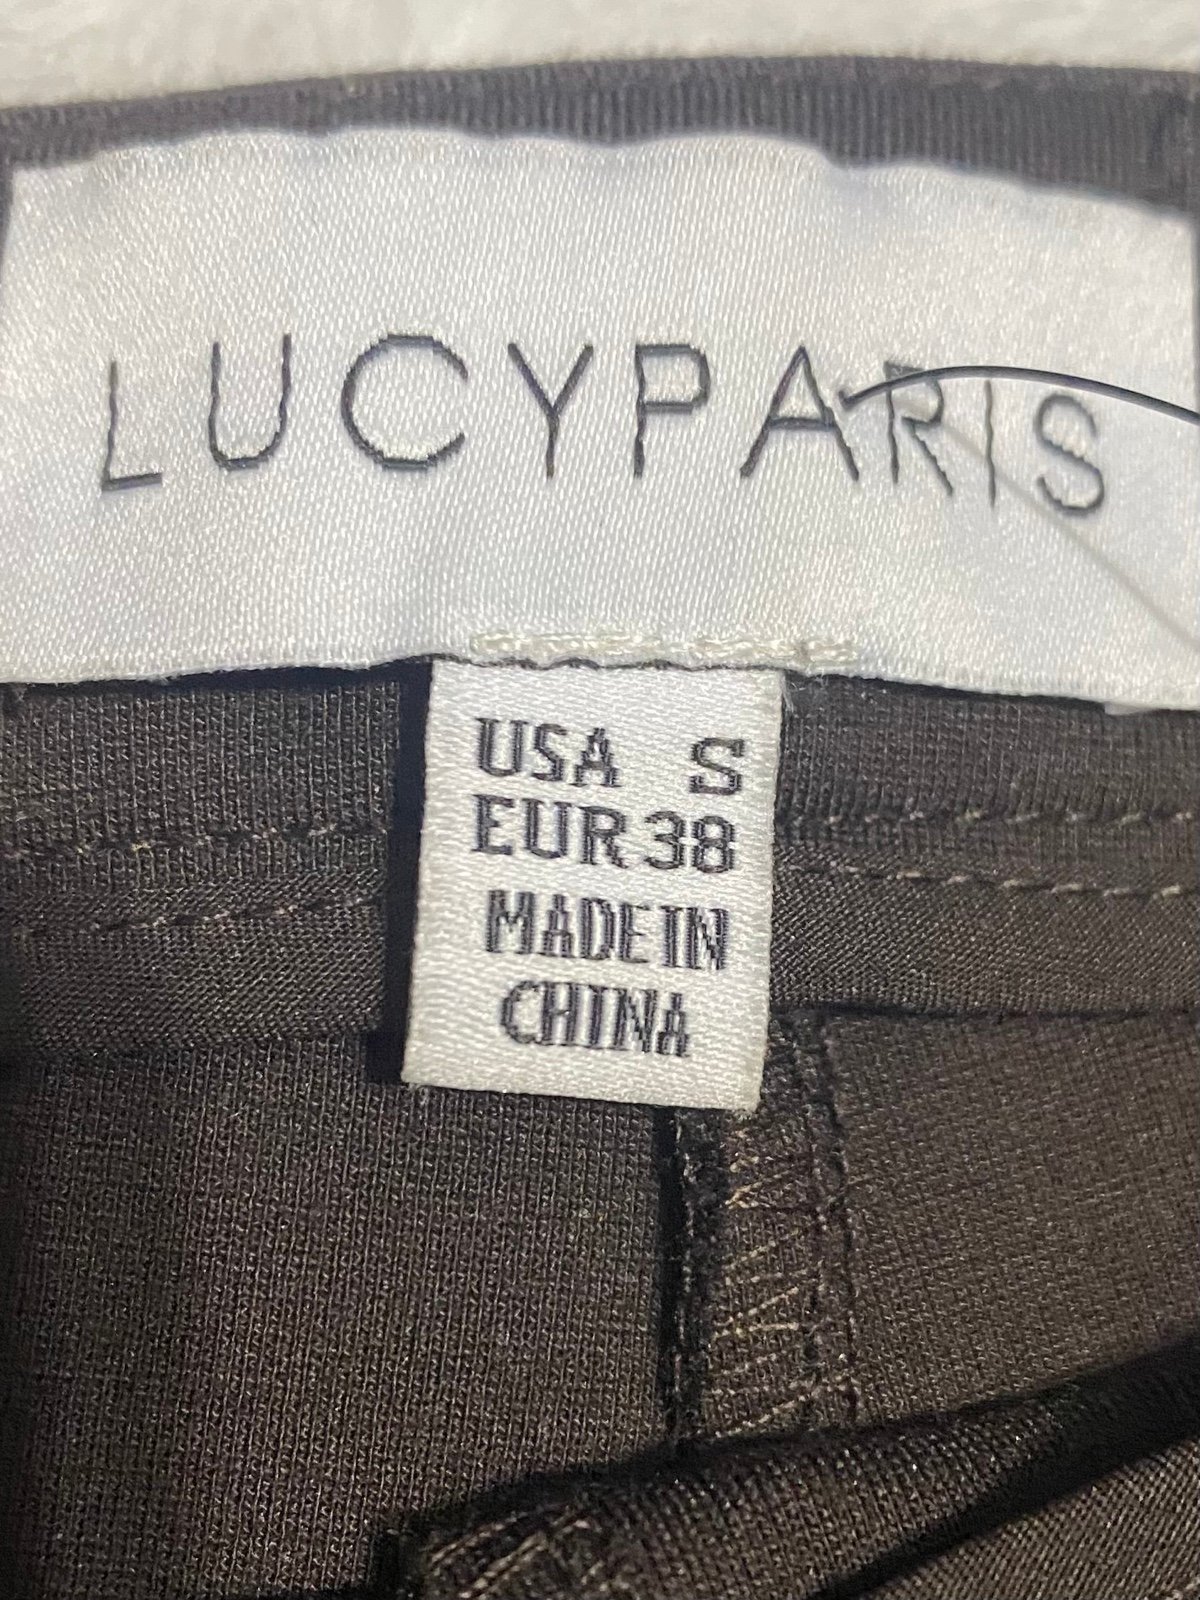 LUCYPARIS
USA S
EUR 38
MADE IN
CHINA